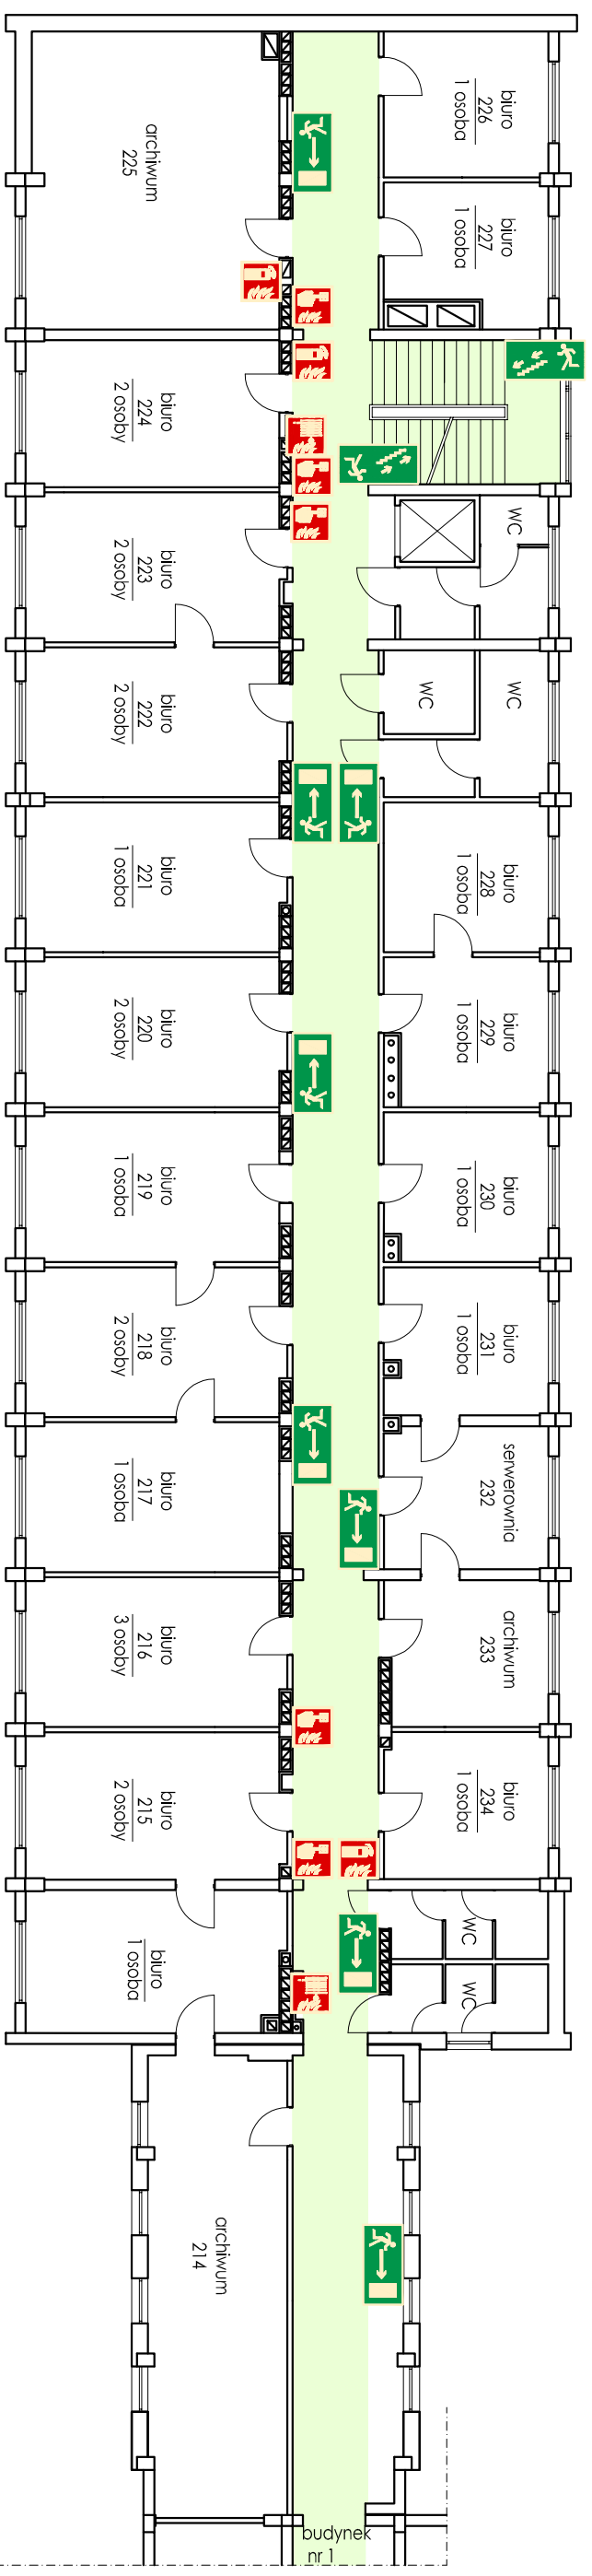 biuro
226
1 osoba
archiwum
225
biuro
227
1 osoba
biuro
224
2 osoby
WC
biuro
223
2 osoby
biuro
222
2 osoby
WC
WC
biuro
221
1 osoba
biuro
228
1 osoba
biuro
220
2 osoby
biuro
229
1 osoba
biuro
219
1 osoba
biuro
230
1 osoba
biuro
218
2 osoby
biuro
231
1 osoba
biuro
217
1 osoba
serwerownia
232
biuro
216
3 osoby
archiwum
233
biuro
215
2 osoby
biuro
234
1 osoba
biuro
1 osoba
WC
WC
archiwum
214
budynek
nr 1